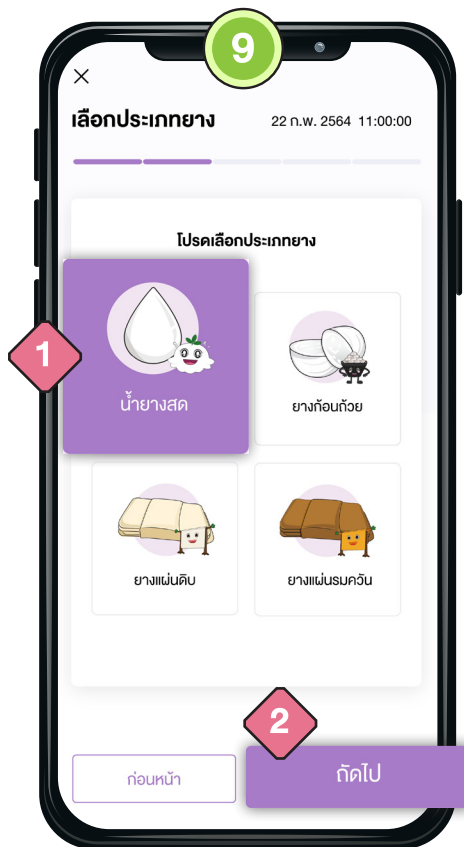 9
เลือกประเภทยาง 22 ก.พ. 2564 11:00:00
โปรดเลือกประเภทยาง
1
น้ำยางสด ยางก้อนถ้วย
ยางแผ่นดิบ ยางแผ่นรมควัน
2
ก่อนหน้า ถัดไป